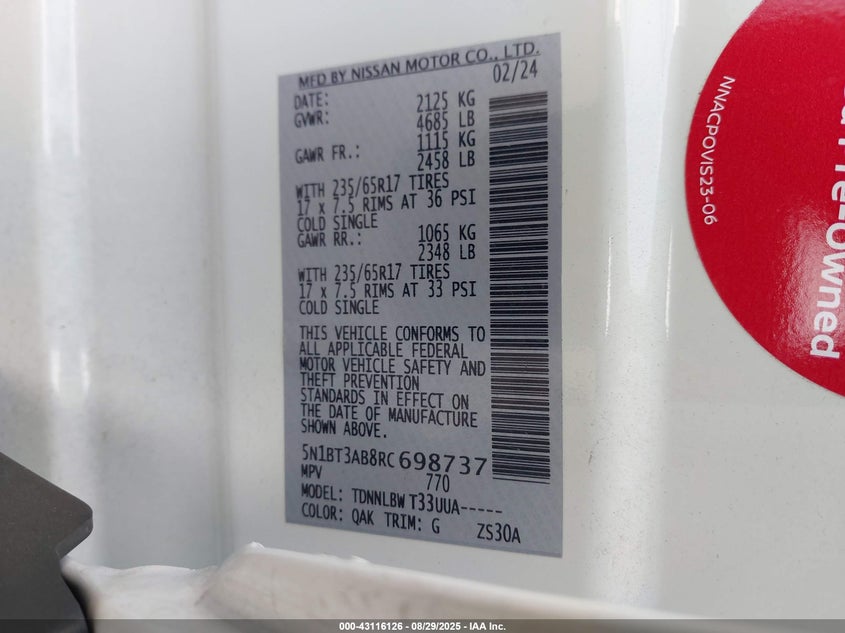 MFD BY NISSAN MOTOR CO., LTD.
DATE: 02/24
GVWR: 2125 KG
4685 LB
GAWR FR.: 1115 KG
2458 LB
WITH 235/65R17 TIRES
17 x 7.5 RIMS AT 36 PSI
COLD SINGLE
GAWR RR.: 1065 KG
2348 LB
WITH 235/65R17 TIRES
17 x 7.5 RIMS AT 33 PSI
COLD SINGLE
THIS VEHICLE CONFORMS TO
ALL APPLICABLE FEDERAL
MOTOR VEHICLE SAFETY AND
THEFT PREVENTION
STANDARDS IN EFFECT ON
THE DATE OF MANUFACTURE
SHOWN ABOVE.
5N1BT3AB8RC698737
MPV 770
MODEL: TDNNLBW T33UUA-----
COLOR: QAK TRIM: G ZS30A
NNACPOVIS23-06
Pre-Owned
000-43116126 - 08/29/2025 - IAA Inc.